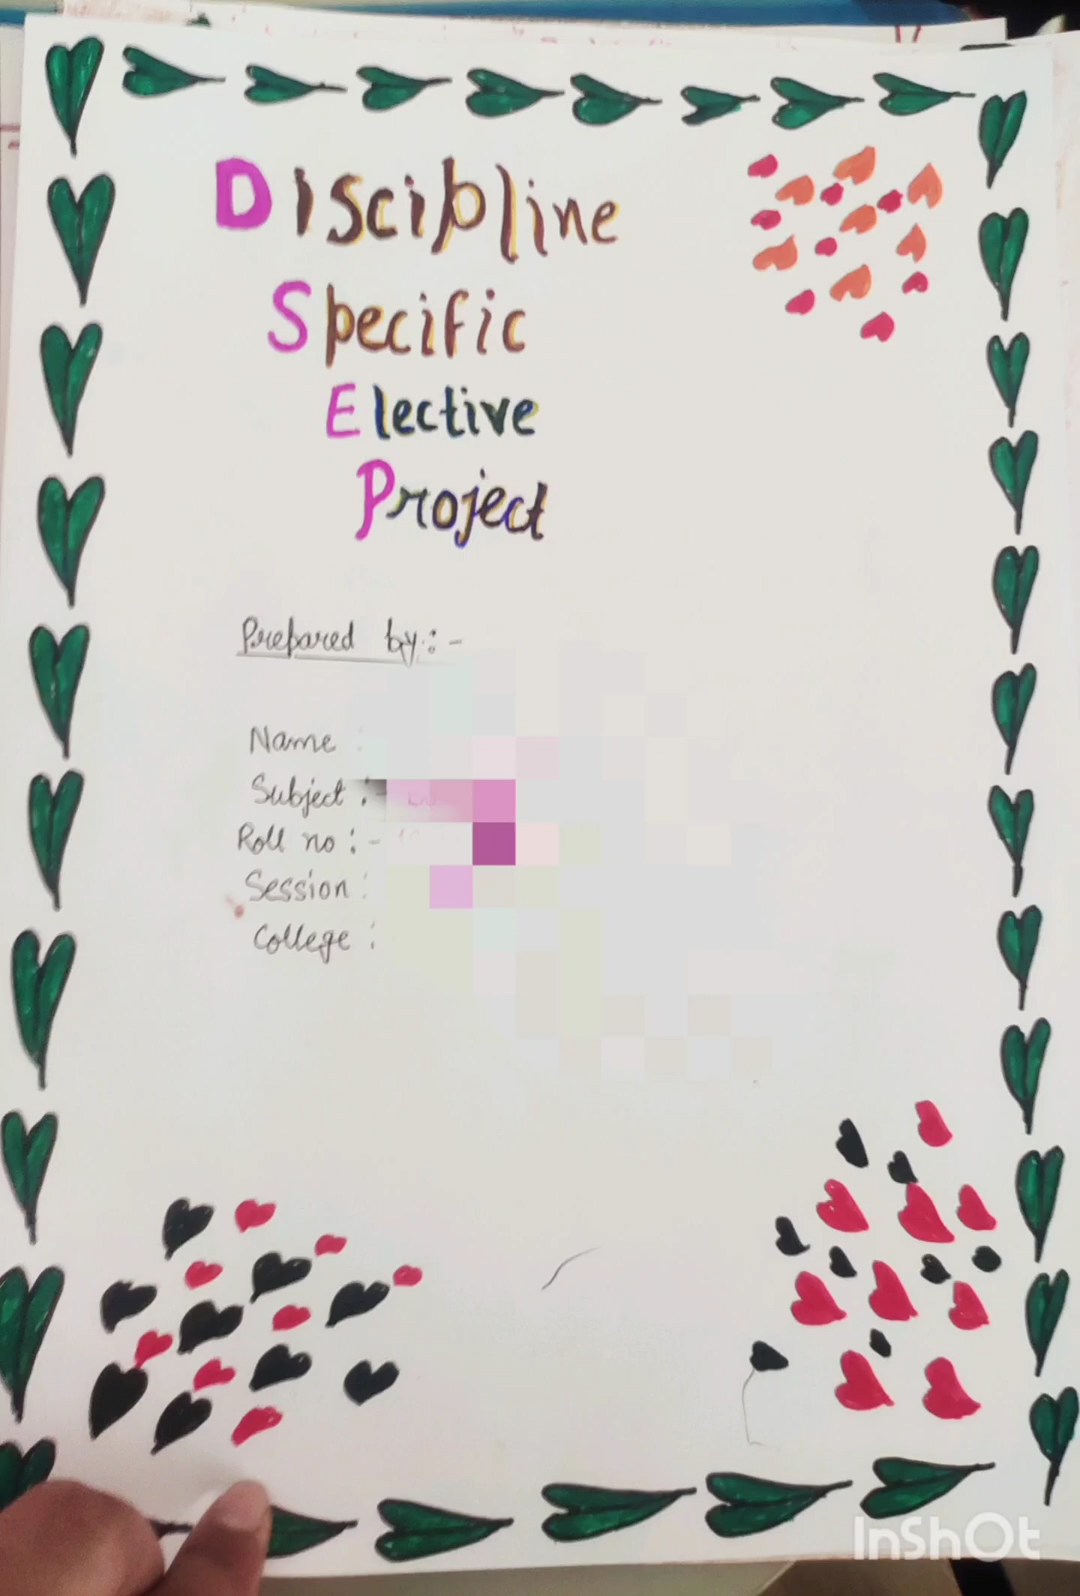 Discipline
Specific
Elective
Project
Prepared by:-
Name :
Subject :-
Roll no :-
Session :
College :
InShOt